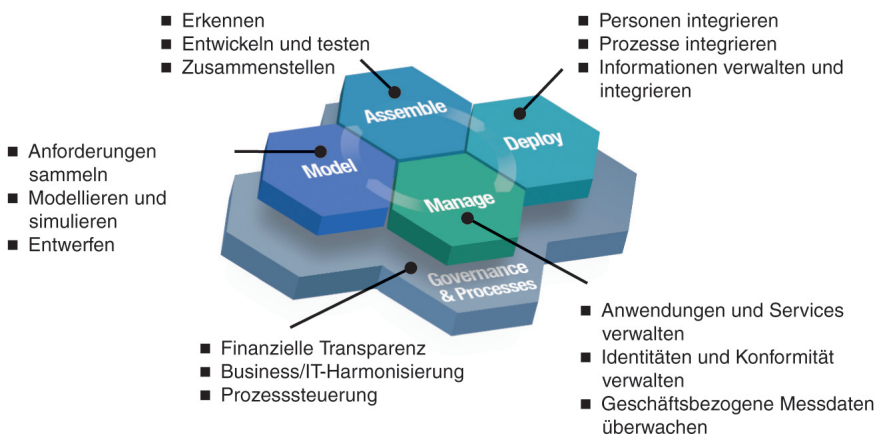 ■ Erkennen
■ Entwickeln und testen
■ Zusammenstellen
■ Personen integrieren
■ Prozesse integrieren
■ Informationen verwalten und
integrieren
Assemble
Deploy
Model
Manage
■ Anforderungen
sammeln
■ Modellieren und
simulieren
■ Entwerfen
Governance
& Processes
■ Finanzielle Transparenz
■ Business/IT-Harmonisierung
■ Prozesssteuerung
■ Anwendungen und Services
verwalten
■ Identitäten und Konformität
verwalten
■ Geschäftsbezogene Messdaten
überwachen